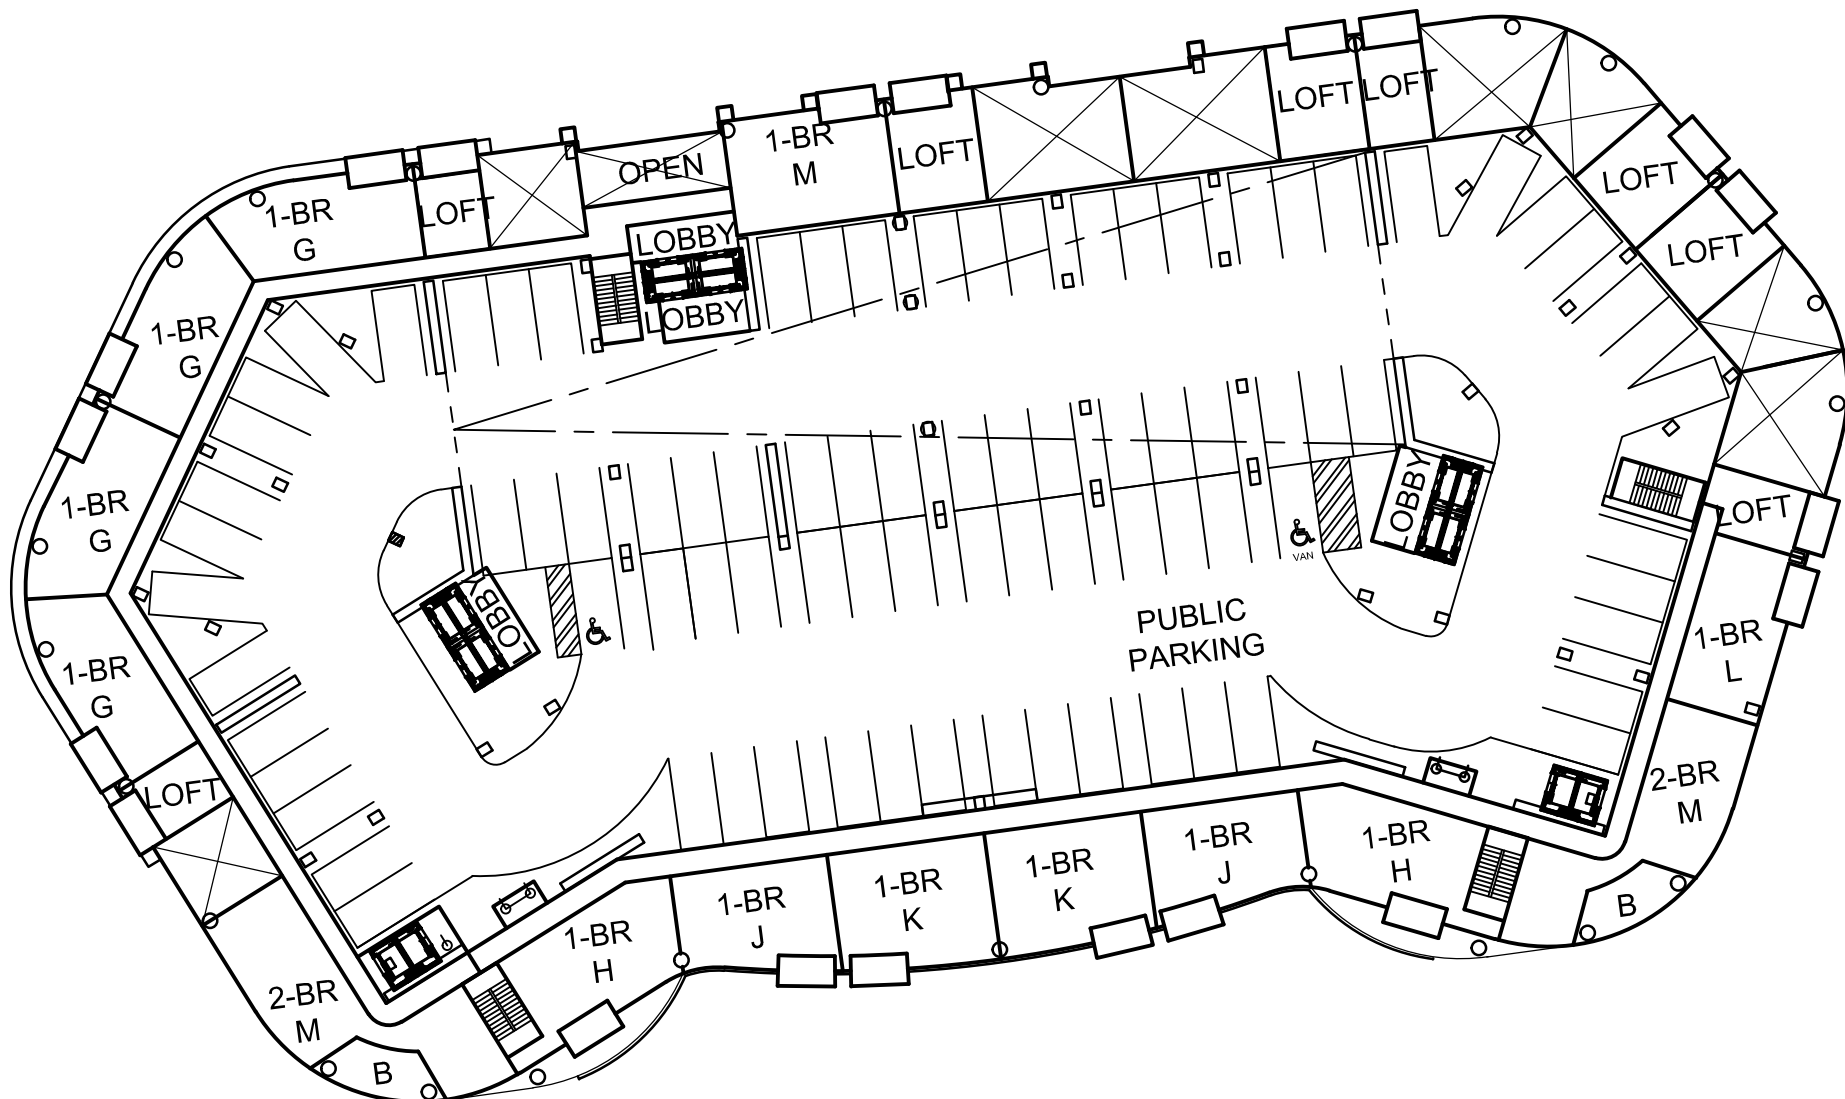 LOFT
LOFT
1-BR
M
LOFT
OPEN
LOFT
1-BR
G
LOFT
LOFT
LOBBY
LOBBY
1-BR
G
1-BR
G
LOBBY
LOFT
VAN
LOBBY
PUBLIC
PARKING
1-BR
L
1-BR
G
LOFT
2-BR
M
1-BR
H
1-BR
J
1-BR
K
1-BR
K
1-BR
J
1-BR
H
B
2-BR
M
B